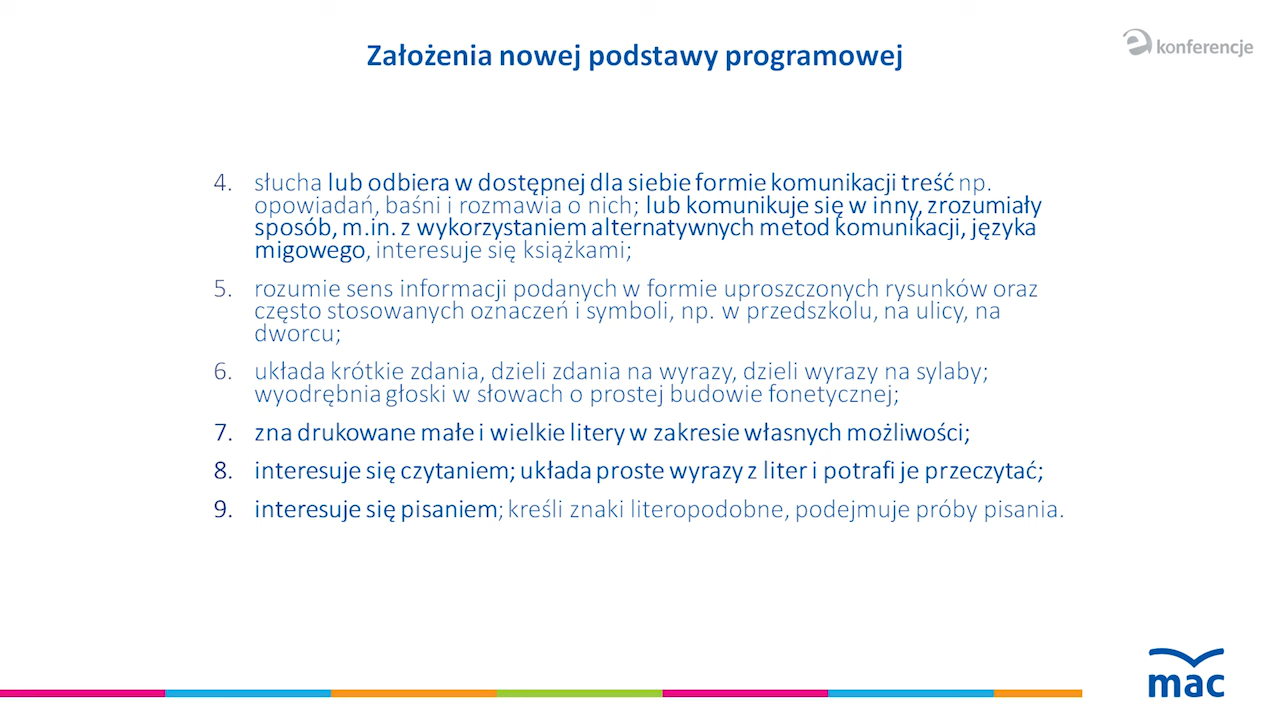 Założenia nowej podstawy programowej
e konferencje
4. słucha lub odbiera w dostępnej dla siebie formie komunikacji treść np.
opowiadań, baśni i rozmawia o nich; lub komunikuje się w inny, zrozumiały
sposób, m.in. z wykorzystaniem alternatywnych metod komunikacji, języka
migowego, interesuje się książkami;
5. rozumie sens informacji podanych w formie uproszczonych rysunków oraz
często stosowanych oznaczeń i symboli, np. w przedszkolu, na ulicy, na
dworcu;
6. układa krótkie zdania, dzieli zdania na wyrazy, dzieli wyrazy na sylaby;
wyodrębnia głoski w słowach o prostej budowie fonetycznej;
7. zna drukowane małe i wielkie litery w zakresie własnych możliwości;
8. interesuje się czytaniem; układa proste wyrazy z liter i potrafi je przeczytać;
9. interesuje się pisaniem; kreśli znaki literopodobne, podejmuje próby pisania.
mac